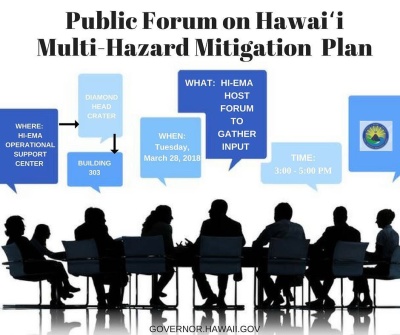 Public Forum on Hawaiʻi
Multi-Hazard Mitigation Plan
WHERE:
HI-EMA
OPERATIONAL
SUPPORT
CENTER
DIAMOND
HEAD
CRATER
BUILDING
303
WHEN:
Tuesday,
March 28, 2018
WHAT: HI-EMA
HOST
FORUM
TO
GATHER
INPUT
TIME:
3:00 - 5:00 PM
GOVERNOR.HAWAII.GOV